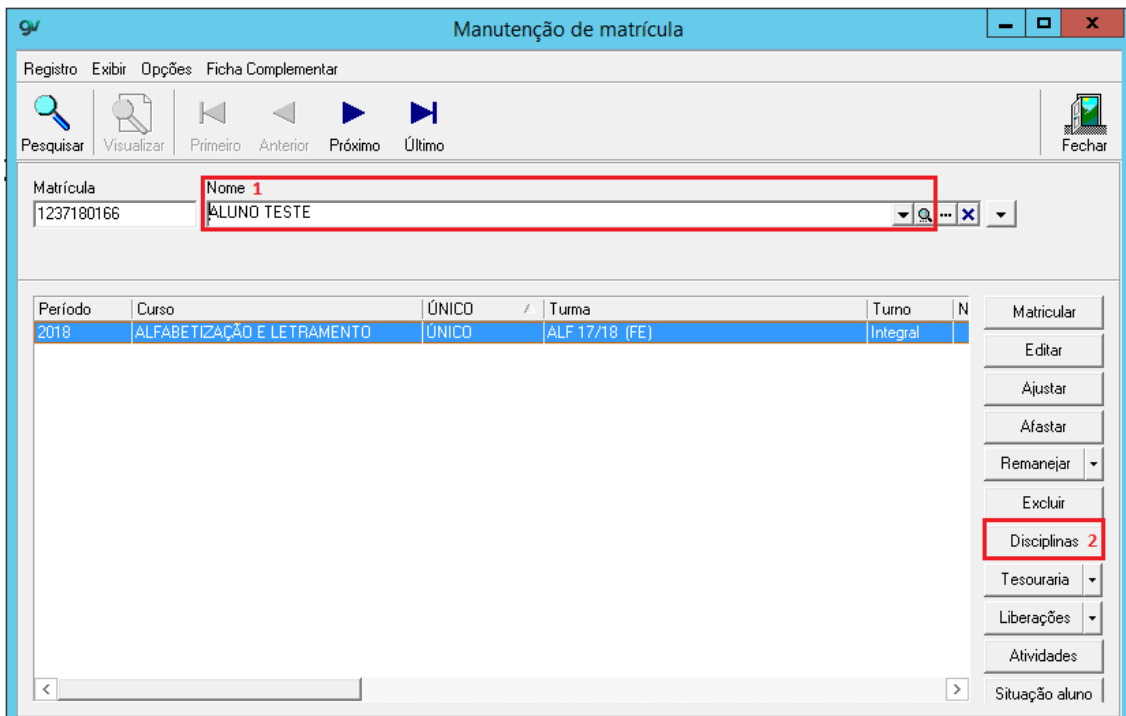 Manutenção de matrícula
Registro Exibir Opções Ficha Complementar
Pesquisar Visualizar Primeiro Anterior Próximo Último Fechar
Matrícula Nome 1
1237180166 ALUNO TESTE
Período Curso ÚNICO Turma Turno N
2018 ALFABETIZAÇÃO E LETRAMENTO ÚNICO ALF 17/18 (FE) Integral
Matricular
Editar
Ajustar
Afastar
Remanejar
Excluir
Disciplinas 2
Tesouraria
Liberações
Atividades
Situação aluno